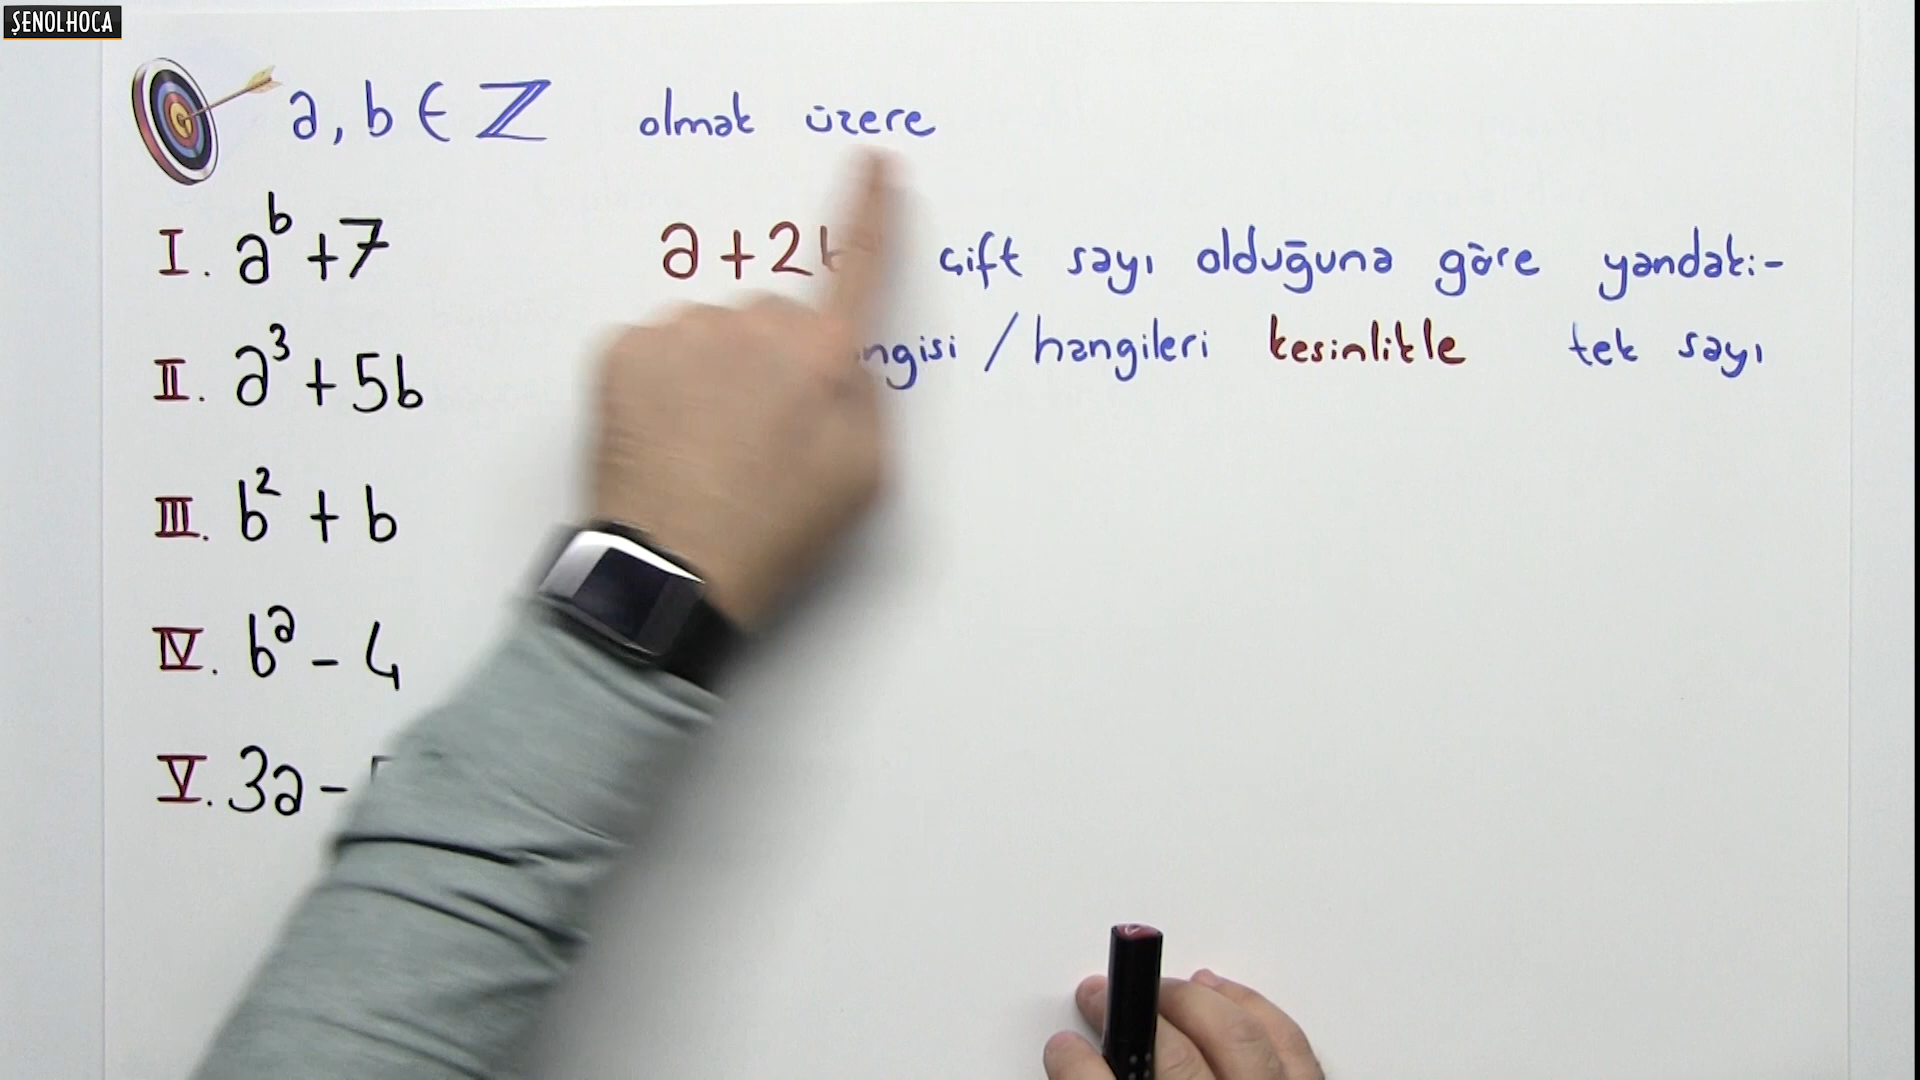 ŞENOLHOCA
a, b ∈ ℤ olmak üzere
I. a^b + 7
a + 2 çift sayı olduğuna göre yandaki-
II. a³ + 5b
/ hangileri kesinlikle tek sayı
III. b² + b
IV. b^a - 4
V. 3a -